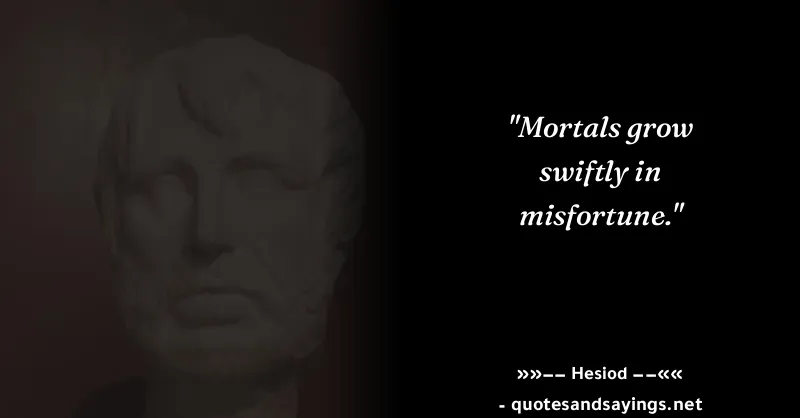 "Mortals grow
swiftly in
misfortune."
»»—— Hesiod ——««
- quotesandsayings.net